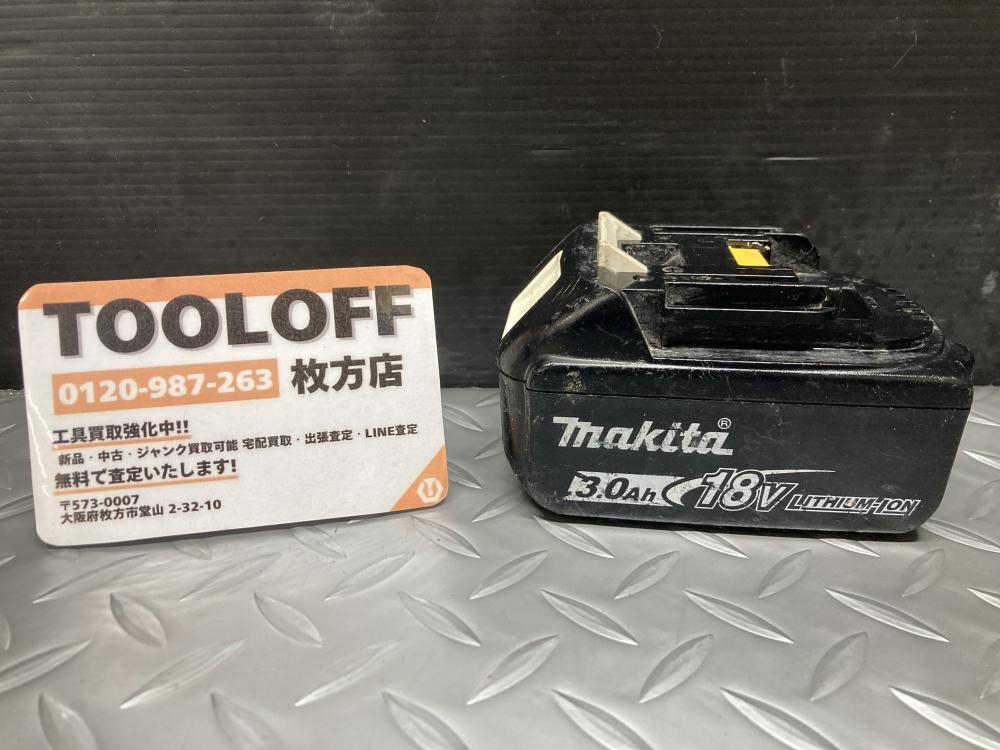 TOOLOFF
0120-987-263 枚方店
工具買取強化中!!
新品・中古・ジャンク買取可能 宅配買取・出張査定・LINE査定
無料で査定いたします!
〒573-0007
大阪府枚方市堂山 2-32-10
makita®
3.0Ah 18V LITHIUM-ION